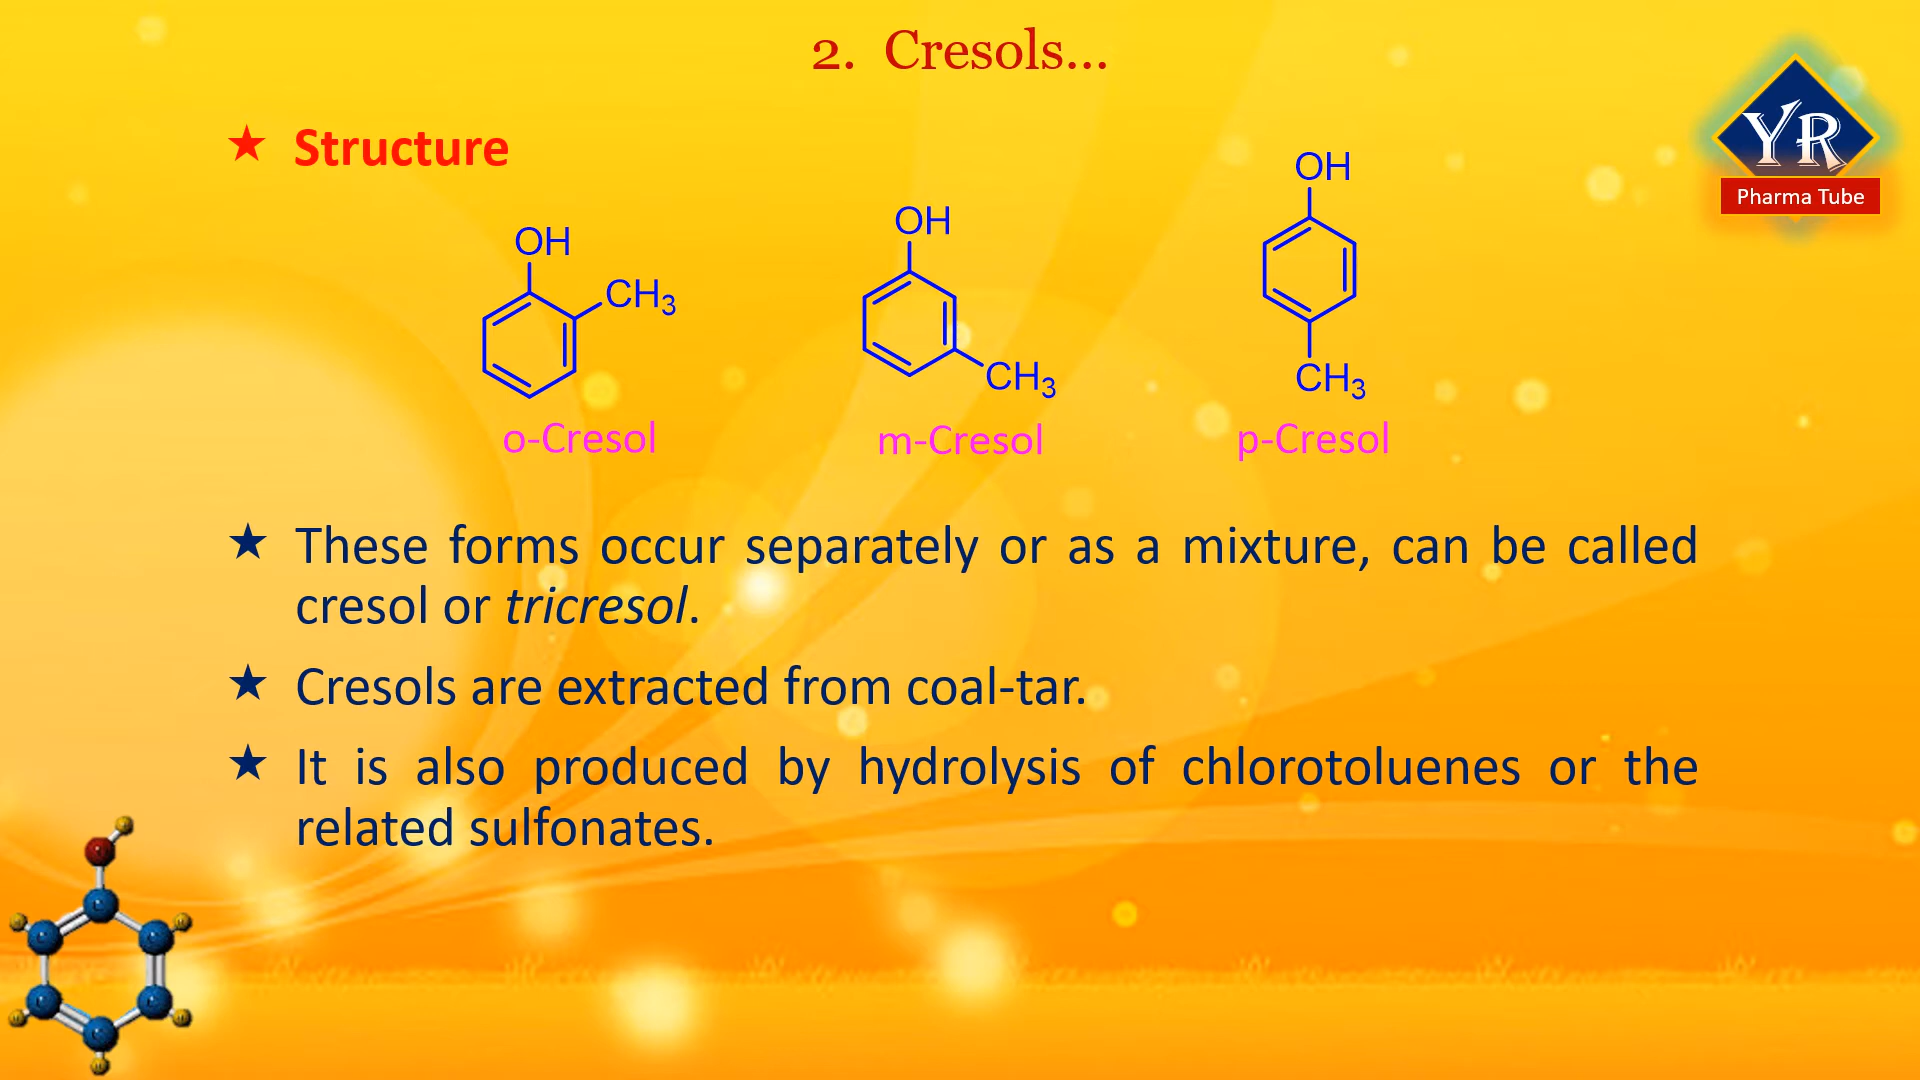 2. Cresols...
YR
Pharma Tube
★ Structure
OH
CH3
o-Cresol
OH
CH3
m-Cresol
OH
CH3
p-Cresol
★ These forms occur separately or as a mixture, can be called
cresol or tricresol.
★ Cresols are extracted from coal-tar.
★ It is also produced by hydrolysis of chlorotoluenes or the
related sulfonates.